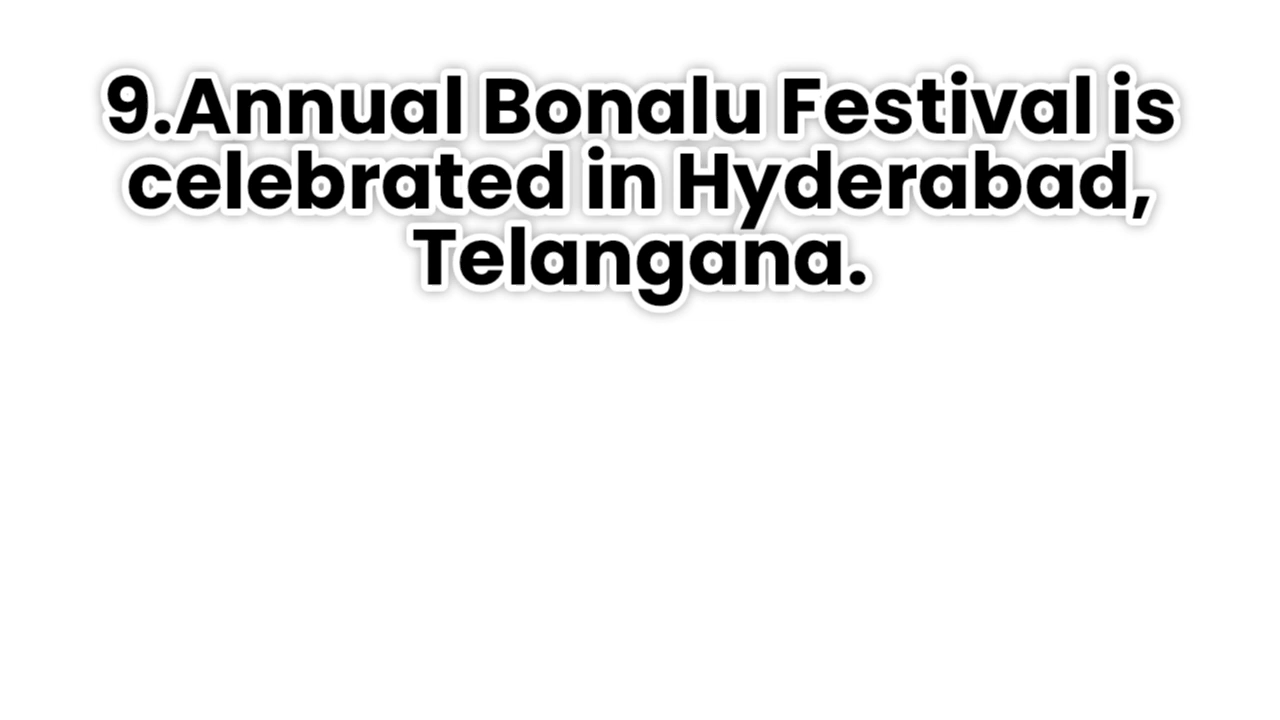 9.Annual Bonalu Festival is
celebrated in Hyderabad,
Telangana.